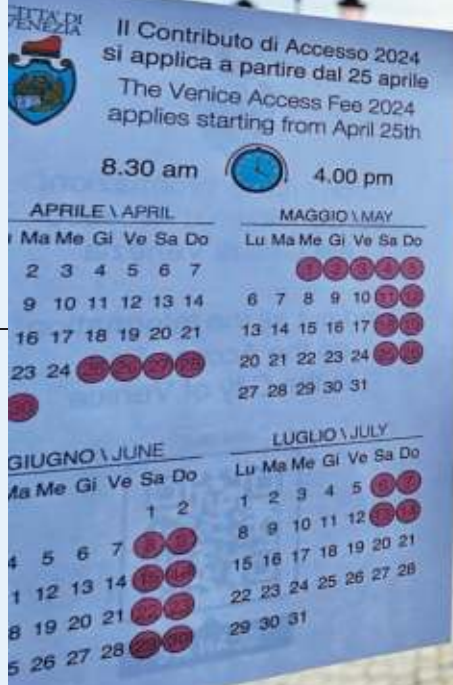 CITTÀ DI
VENEZIA
Il Contributo di Accesso 2024
si applica a partire dal 25 aprile
The Venice Access Fee 2024
applies starting from April 25th
8.30 am
4.00 pm
APRILE \ APRIL
Ma Me Gi Ve Sa Do
2 3 4 5 6 7
9 10 11 12 13 14
16 17 18 19 20 21
23 24 25 26 27 28
30
MAGGIO \ MAY
Lu Ma Me Gi Ve Sa Do
1 2 3 4 5
6 7 8 9 10 11 12
13 14 15 16 17 18 19
20 21 22 23 24 25 26
27 28 29 30 31
GIUGNO \ JUNE
Ma Me Gi Ve Sa Do
1 2
4 5 6 7 8 9
1 12 13 14 15 16
8 19 20 21 22 23
5 26 27 28 29 30
LUGLIO \ JULY
Lu Ma Me Gi Ve Sa Do
1 2 3 4 5 6 7
8 9 10 11 12 13 14
15 16 17 18 19 20 21
22 23 24 25 26 27 28
29 30 31